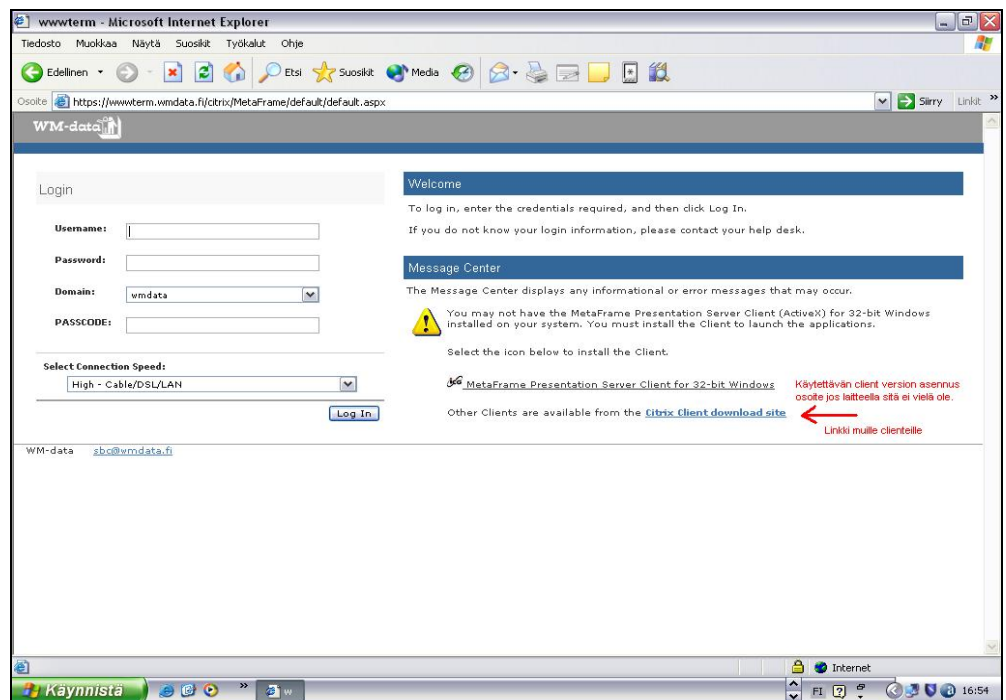 wwwterm - Microsoft Internet Explorer
Tiedosto Muokkaa Näytä Suosikit Työkalut Ohje
Edellinen Etsi Suosikit Media
Osoite https://wwwterm.wmdata.fi/citrix/MetaFrame/default/default.aspx Siirry Linkit »
WM-data
Login
Username:
Password:
Domain: wmdata
PASSCODE:
Select Connection Speed:
High - Cable/DSL/LAN
Log In
Welcome
To log in, enter the credentials required, and then click Log In.
If you do not know your login information, please contact your help desk.
Message Center
The Message Center displays any informational or error messages that may occur.
You may not have the MetaFrame Presentation Server Client (ActiveX) for 32-bit Windows
installed on your system. You must install the Client to launch the applications.
Select the icon below to install the Client.
MetaFrame Presentation Server Client for 32-bit Windows
Käytettävän client version asennus
osoite jos laitteella sitä ei vielä ole.
Other Clients are available from the Citrix Client download site
Linkki muille clienteille
WM-data sbc@wmdata.fi
Internet
Käynnistä » w FI 16:54